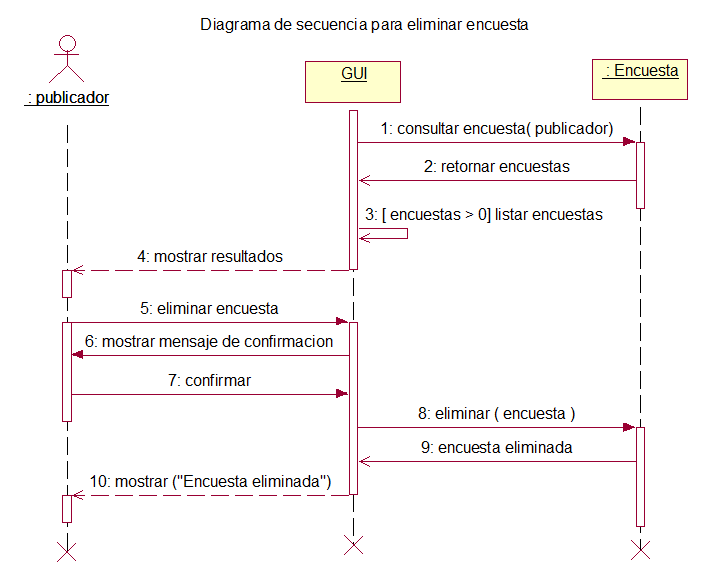 Diagrama de secuencia para eliminar encuesta
: publicador
GUI
: Encuesta
1: consultar encuesta( publicador)
2: retornar encuestas
3: [ encuestas > 0] listar encuestas
4: mostrar resultados
5: eliminar encuesta
6: mostrar mensaje de confirmacion
7: confirmar
8: eliminar ( encuesta )
9: encuesta eliminada
10: mostrar ("Encuesta eliminada")